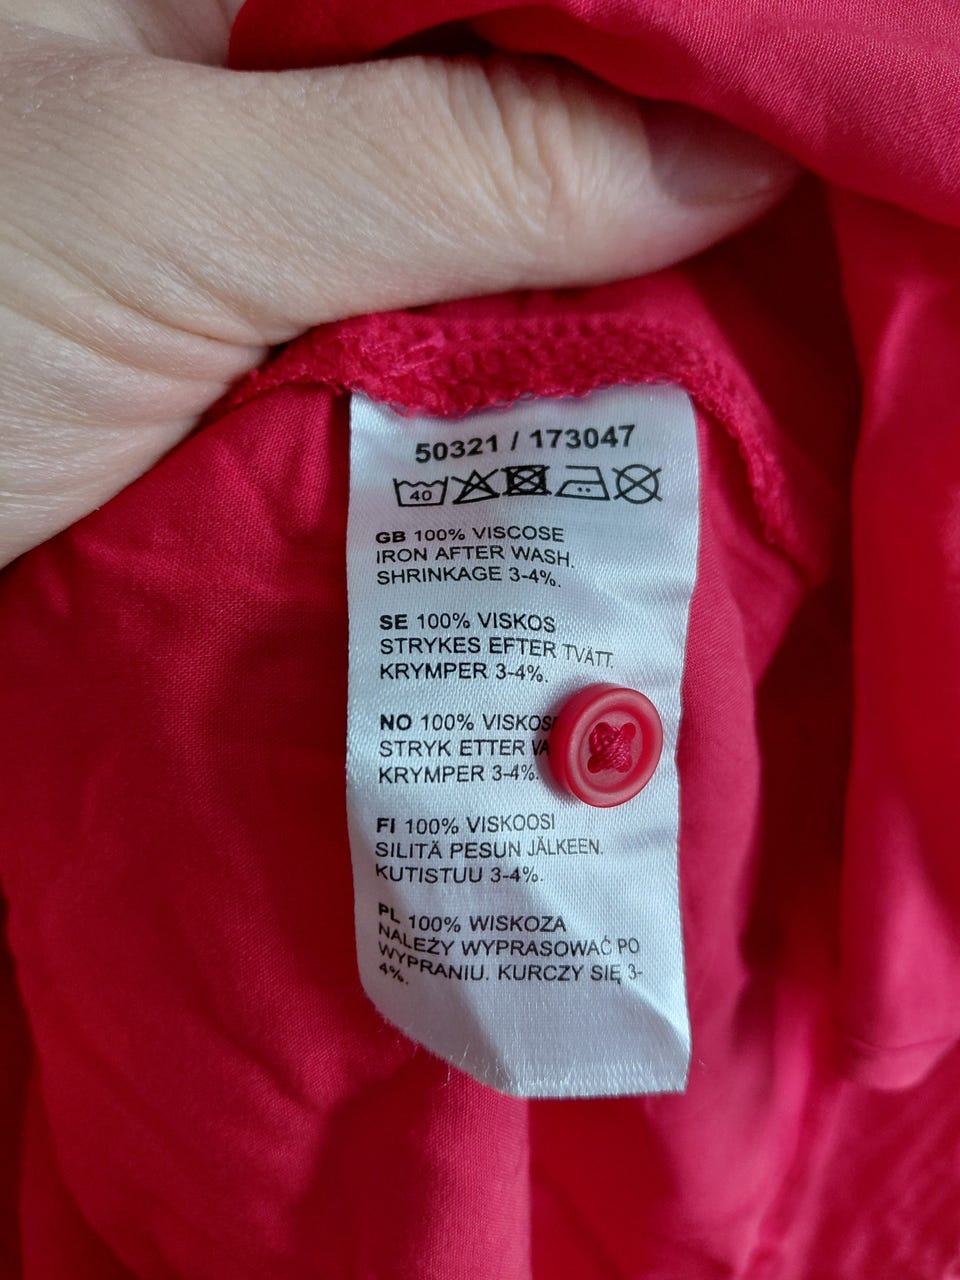 50321 / 173047
40
GB 100% VISCOSE
IRON AFTER WASH.
SHRINKAGE 3-4%.
SE 100% VISKOS
STRYKES EFTER TVÄTT.
KRYMPER 3-4%.
NO 100% VISKOS
STRYK ETTER
KRYMPER 3-4%.
FI 100% VISKOOSI
SILITÄ PESUN JÄLKEEN.
KUTISTUU 3-4%.
PL 100% WISKOZA
NALEŻY WYPRASOWAĆ PO
WYPRANIU. KURCZY SIĘ 3-
4%.